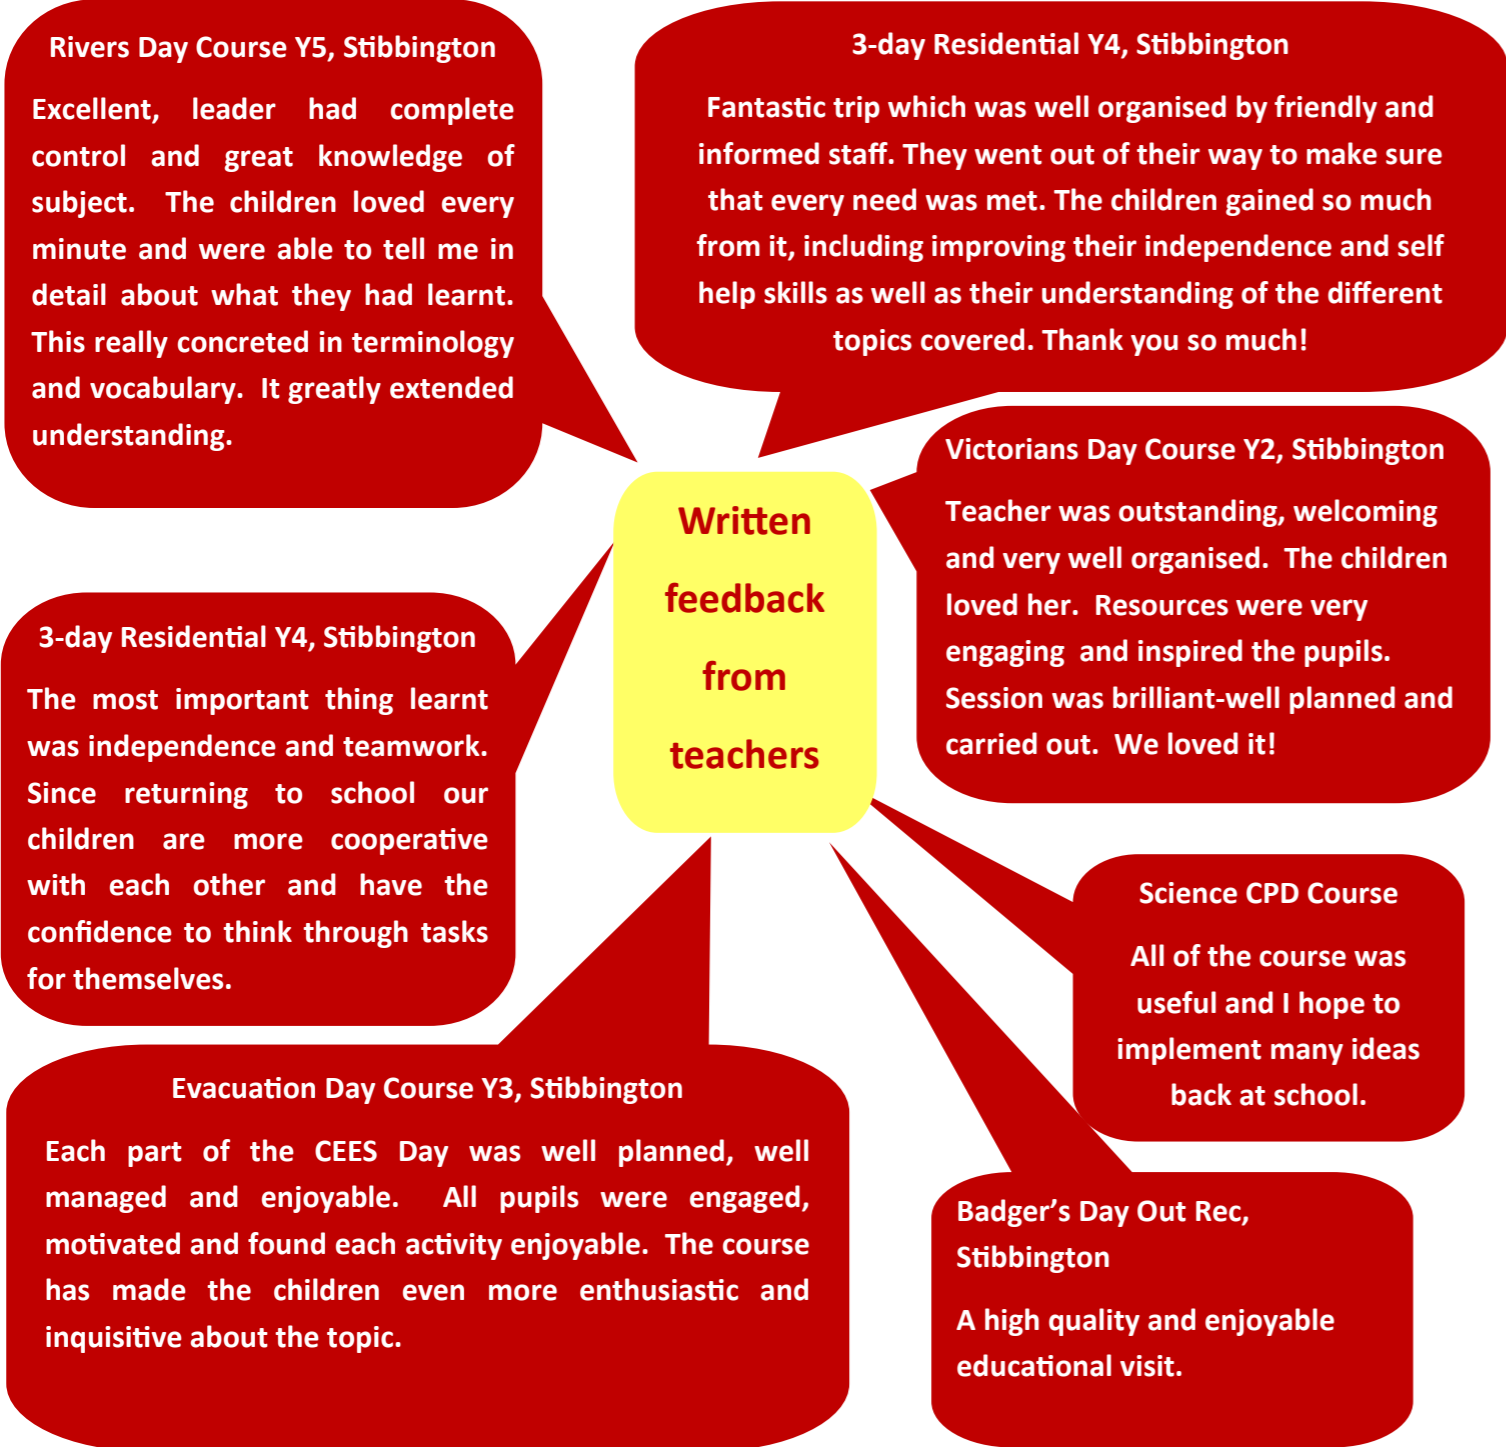 Rivers Day Course Y5, Stibbington
Excellent, leader had complete
control and great knowledge of
subject. The children loved every
minute and were able to tell me in
detail about what they had learnt.
This really concreted in terminology
and vocabulary. It greatly extended
understanding.
3-day Residential Y4, Stibbington
Fantastic trip which was well organised by friendly and
informed staff. They went out of their way to make sure
that every need was met. The children gained so much
from it, including improving their independence and self
help skills as well as their understanding of the different
topics covered. Thank you so much!
Written
feedback
from
teachers
Victorians Day Course Y2, Stibbington
Teacher was outstanding, welcoming
and very well organised. The children
loved her. Resources were very
engaging and inspired the pupils.
Session was brilliant-well planned and
carried out. We loved it!
3-day Residential Y4, Stibbington
The most important thing learnt
was independence and teamwork.
Since returning to school our
children are more cooperative
with each other and have the
confidence to think through tasks
for themselves.
Science CPD Course
All of the course was
useful and I hope to
implement many ideas
back at school.
Evacuation Day Course Y3, Stibbington
Each part of the CEES Day was well planned, well
managed and enjoyable. All pupils were engaged,
motivated and found each activity enjoyable. The course
has made the children even more enthusiastic and
inquisitive about the topic.
Badger’s Day Out Rec,
Stibbington
A high quality and enjoyable
educational visit.